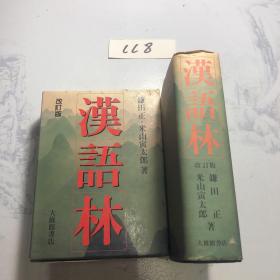 LL8
改訂版
漢語林
鎌田正・米山寅太郎 著
大修館書店
漢語林
改訂版
鎌田 正
米山寅太郎 著
大修館書店